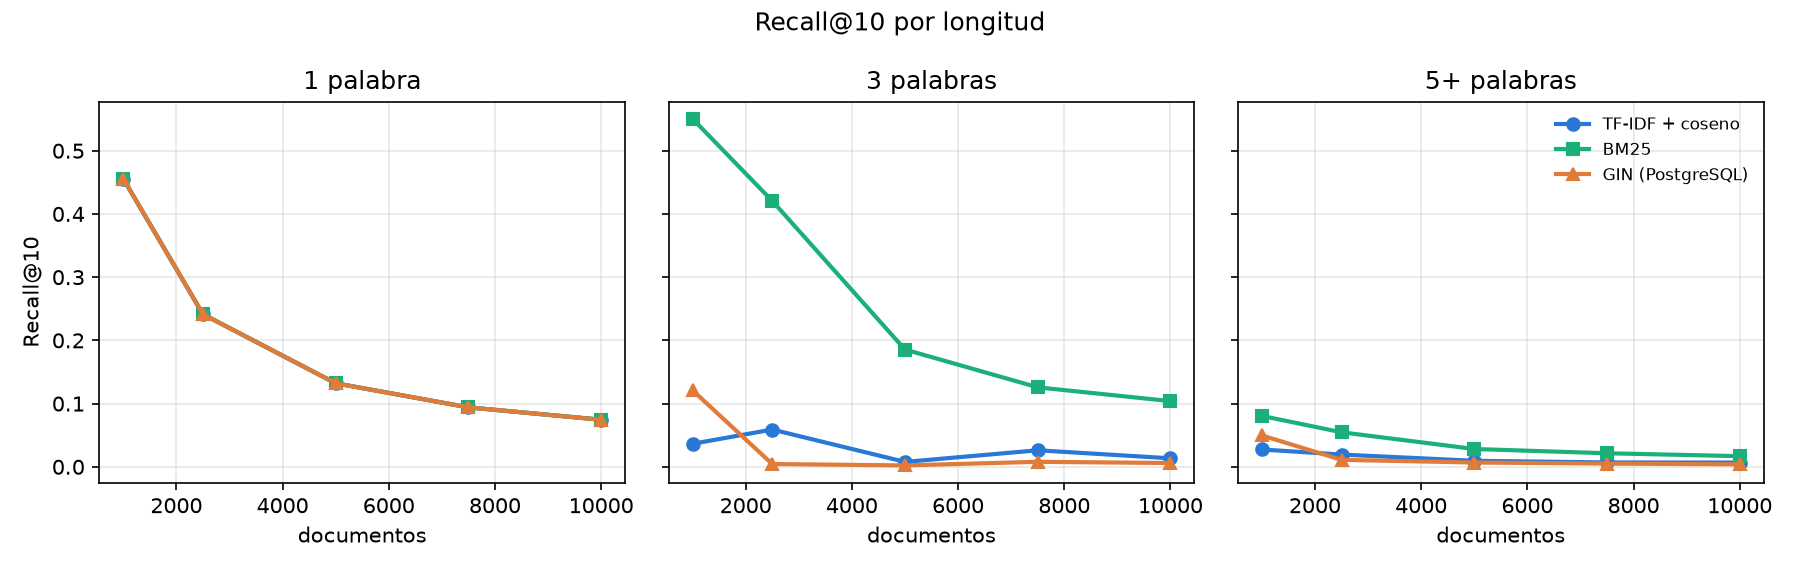 Recall@10 por longitud
1 palabra
3 palabras
5+ palabras
Recall@10
0.5
0.4
0.3
0.2
0.1
0.0
TF-IDF + coseno
BM25
GIN (PostgreSQL)
2000 4000 6000 8000 10000
2000 4000 6000 8000 10000
2000 4000 6000 8000 10000
documentos
documentos
documentos